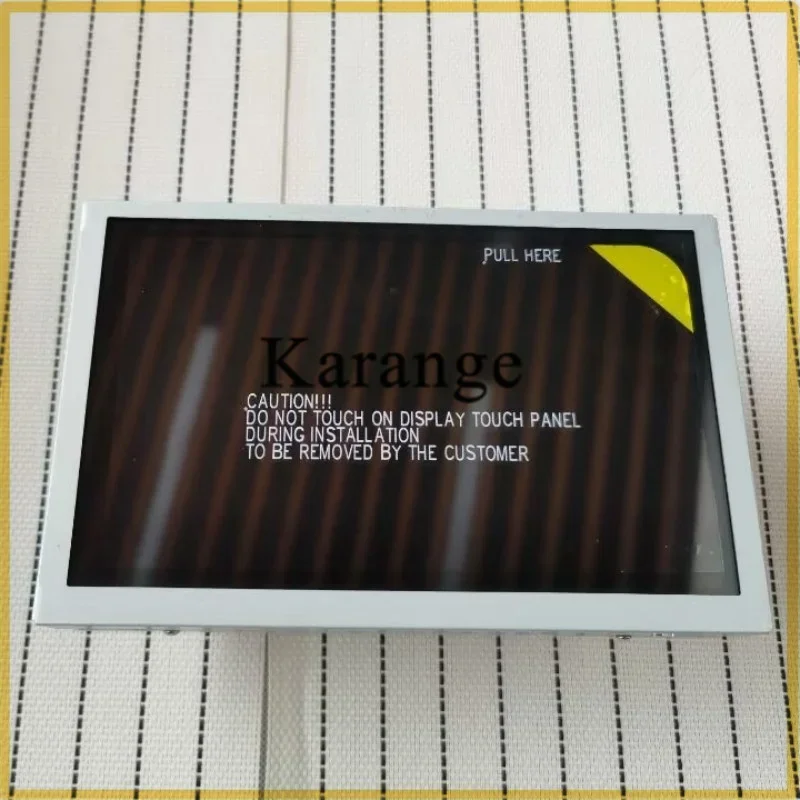 PULL HERE
Karange
CAUTION!!!
DO NOT TOUCH ON DISPLAY TOUCH PANEL
DURING INSTALLATION
TO BE REMOVED BY THE CUSTOMER